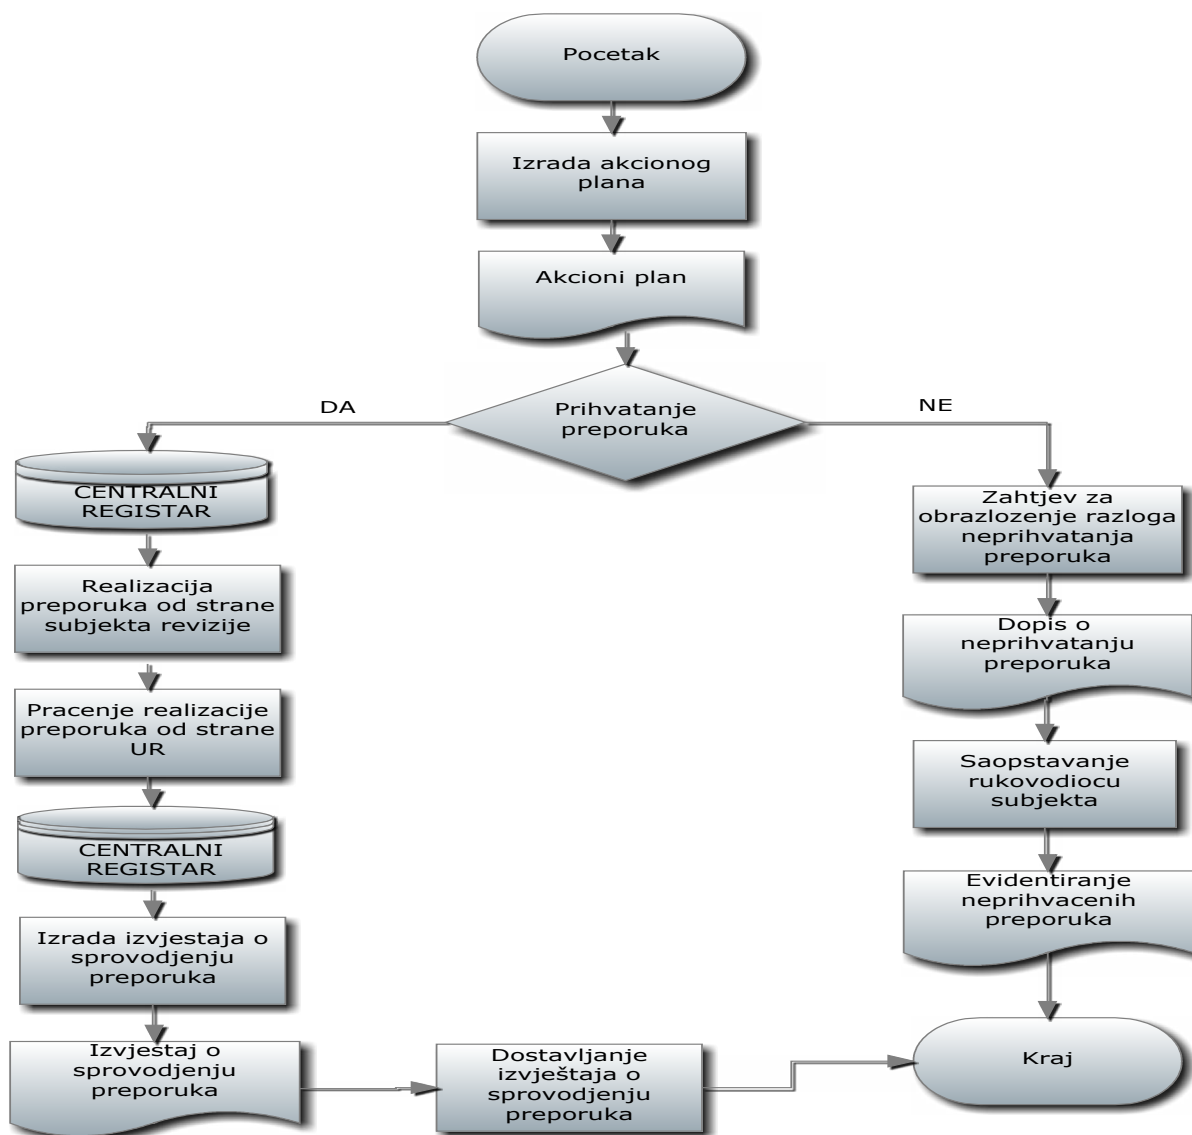 Pocetak
Izrada akcionog
plana
Akcioni plan
Prihvatanje
preporuka
DA
NE
CENTRALNI
REGISTAR
Realizacija
preporuka od strane
subjekta revizije
Pracenje realizacije
preporuka od strane
UR
CENTRALNI
REGISTAR
Izrada izvjestaja o
sprovodjenju
preporuka
Izvjestaj o
sprovodjenju
preporuka
Dostavljanje
izvještaja o
sprovodjenju
preporuka
Zahtjev za
obrazlozenje razloga
neprihvatanja
preporuka
Dopis o
neprihvatanju
preporuka
Saopstavanje
rukovodiocu
subjekta
Evidentiranje
neprihvacenih
preporuka
Kraj